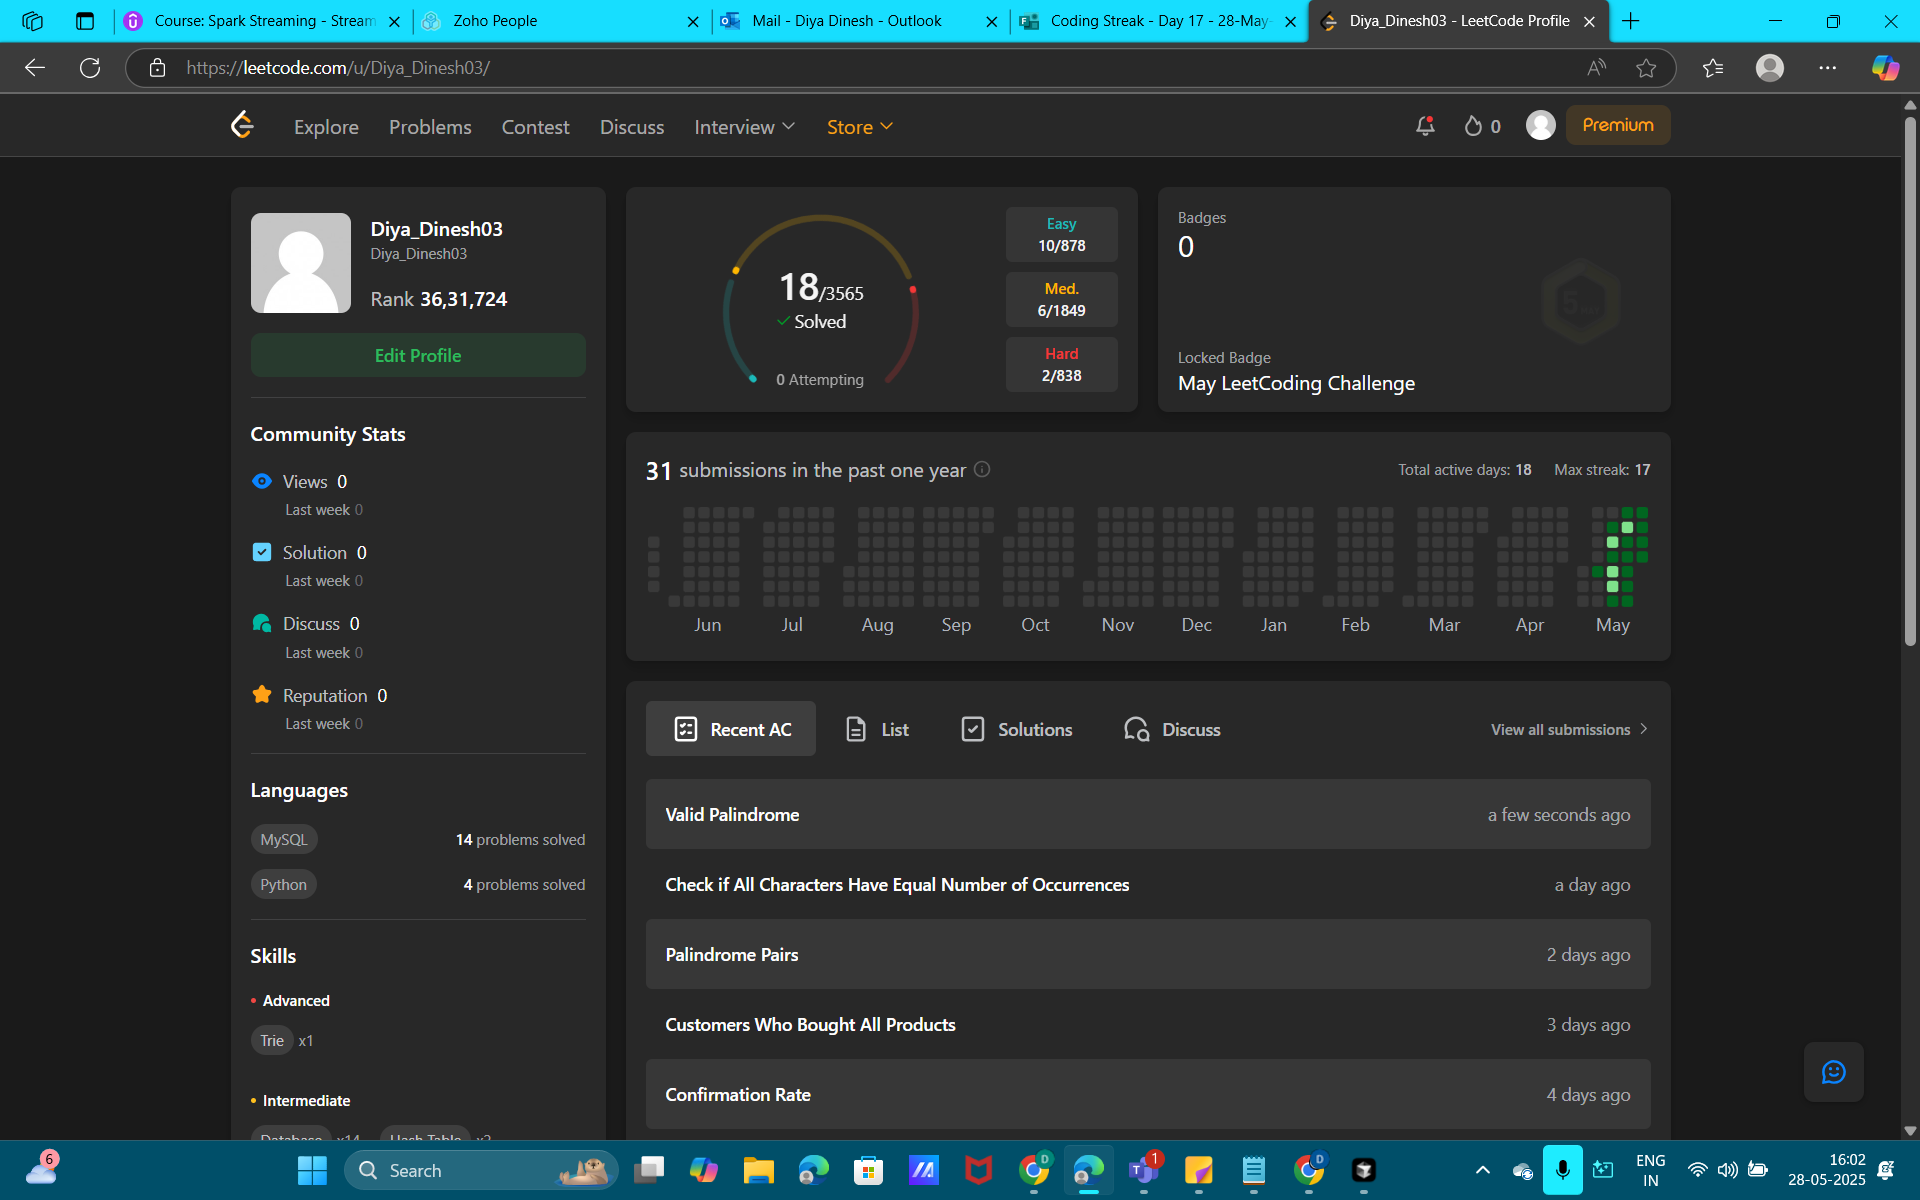 Course: Spark Streaming - Stream
Zoho People
Mail - Diya Dinesh - Outlook
Coding Streak - Day 17 - 28-May-
Diya_Dinesh03 - LeetCode Profile
https://leetcode.com/u/Diya_Dinesh03/
Explore Problems Contest Discuss Interview Store
0
Premium
Diya_Dinesh03
Diya_Dinesh03
Rank 36,31,724
Edit Profile
Community Stats
Views 0
Last week 0
Solution 0
Last week 0
Discuss 0
Last week 0
Reputation 0
Last week 0
Languages
MySQL 14 problems solved
Python 4 problems solved
Skills
Advanced
Trie x1
Intermediate
Database x14 Hash Table x2
18/3565
Solved
0 Attempting
Easy
10/878
Med.
6/1849
Hard
2/838
Badges
0
Locked Badge
May LeetCoding Challenge
31 submissions in the past one year
Total active days: 18 Max streak: 17
Jun Jul Aug Sep Oct Nov Dec Jan Feb Mar Apr May
Recent AC List Solutions Discuss
View all submissions
Valid Palindrome a few seconds ago
Check if All Characters Have Equal Number of Occurrences a day ago
Palindrome Pairs 2 days ago
Customers Who Bought All Products 3 days ago
Confirmation Rate 4 days ago
6
Search
D
1
D
ENG
IN
16:02
28-05-2025